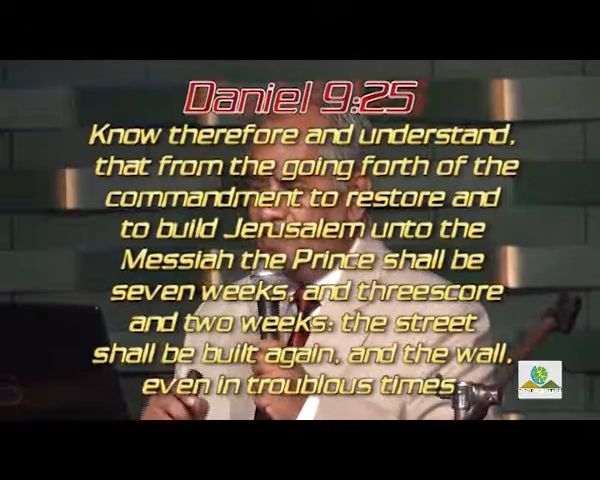 Daniel 9:25
Know therefore and understand,
that from the going forth of the
commandment to restore and
to build Jerusalem unto the
Messiah the Prince shall be
seven weeks, and threescore
and two weeks: the street
shall be built again, and the wall,
even in troublous times.